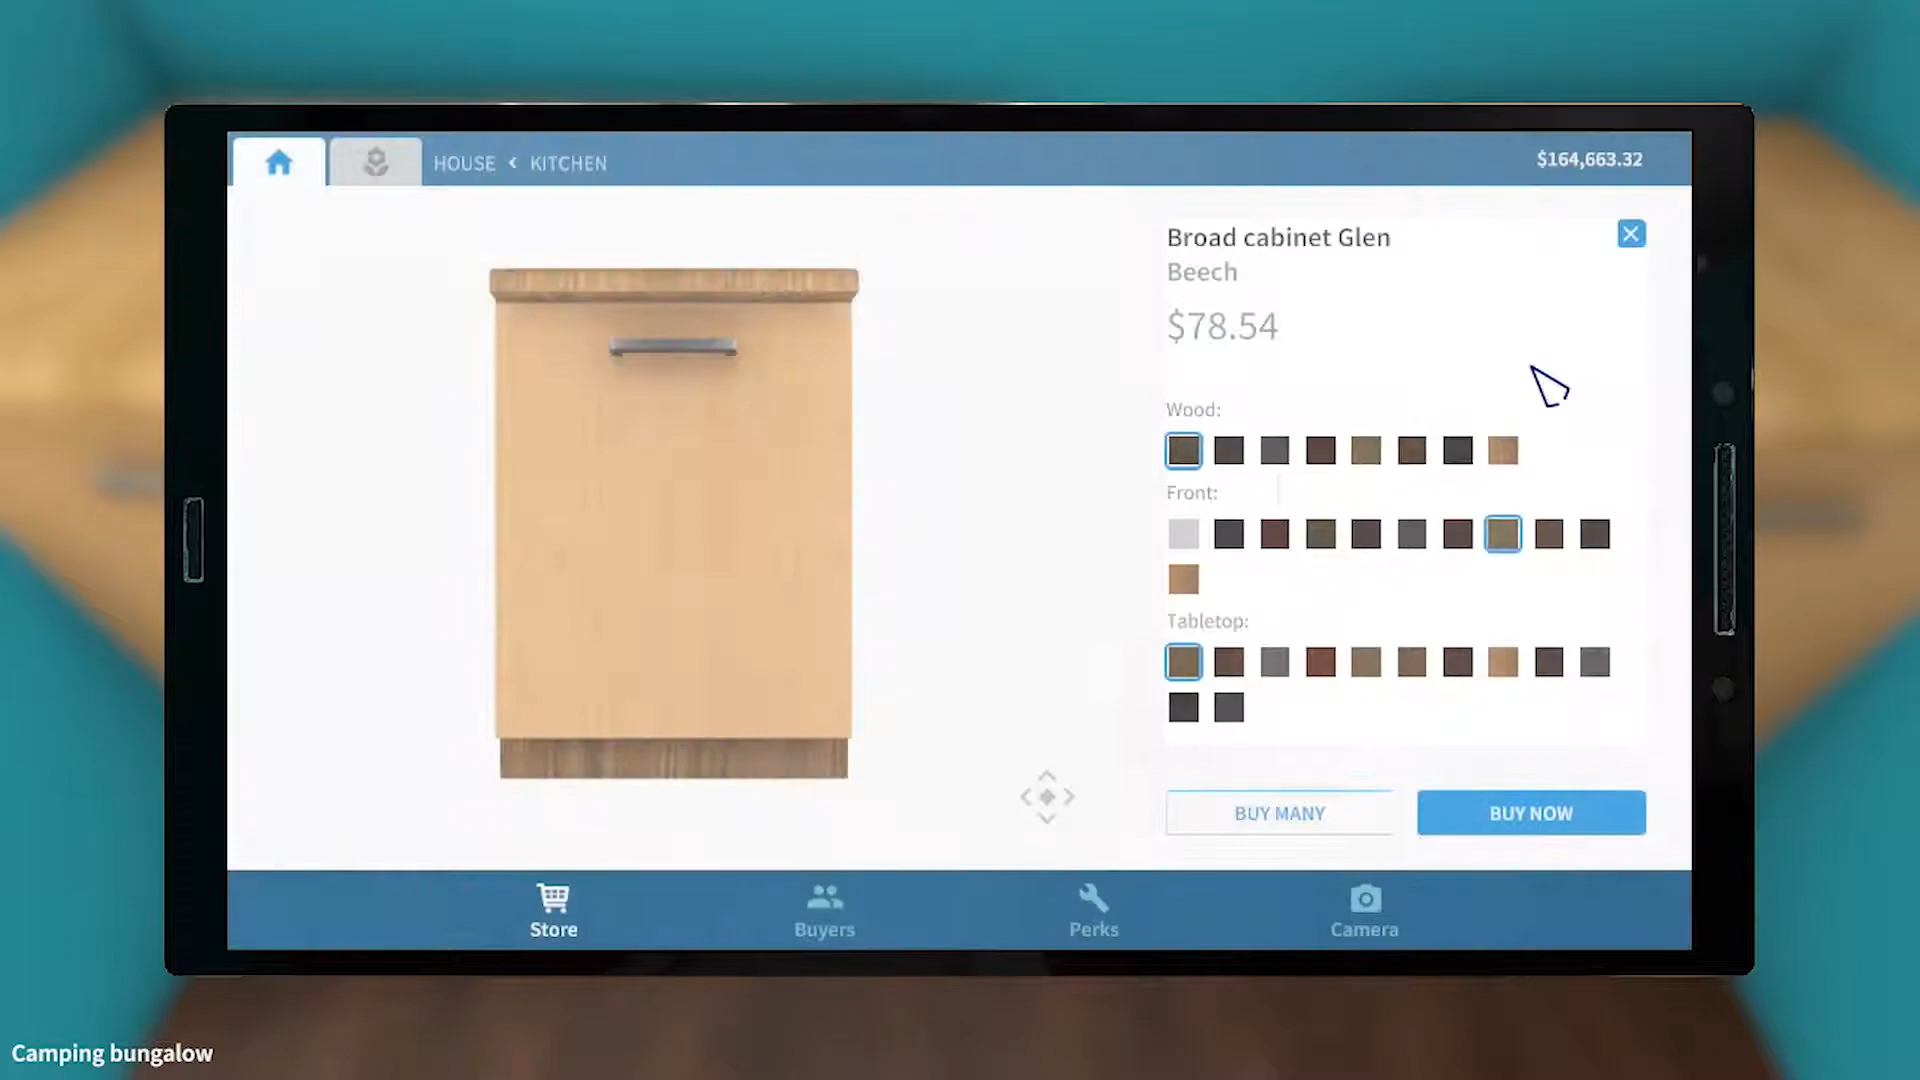 HOUSE < KITCHEN
$164,663.32
Broad cabinet Glen
Beech
$78.54
Wood:
Front:
Tabletop:
BUY MANY
BUY NOW
Store
Buyers
Perks
Camera
Camping bungalow